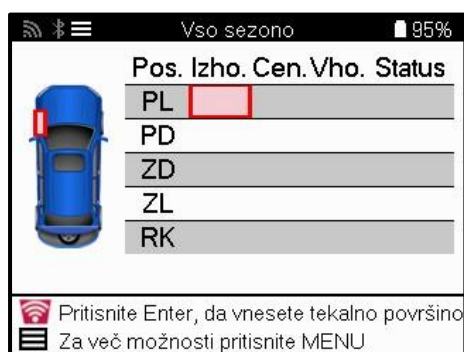 Vso sezono 95%
Pos. Izho. Cen. Vho. Status
PL
PD
ZD
ZL
RK
Pritisnite Enter, da vnesete tekalno površino
Za več možnosti pritisnite MENU